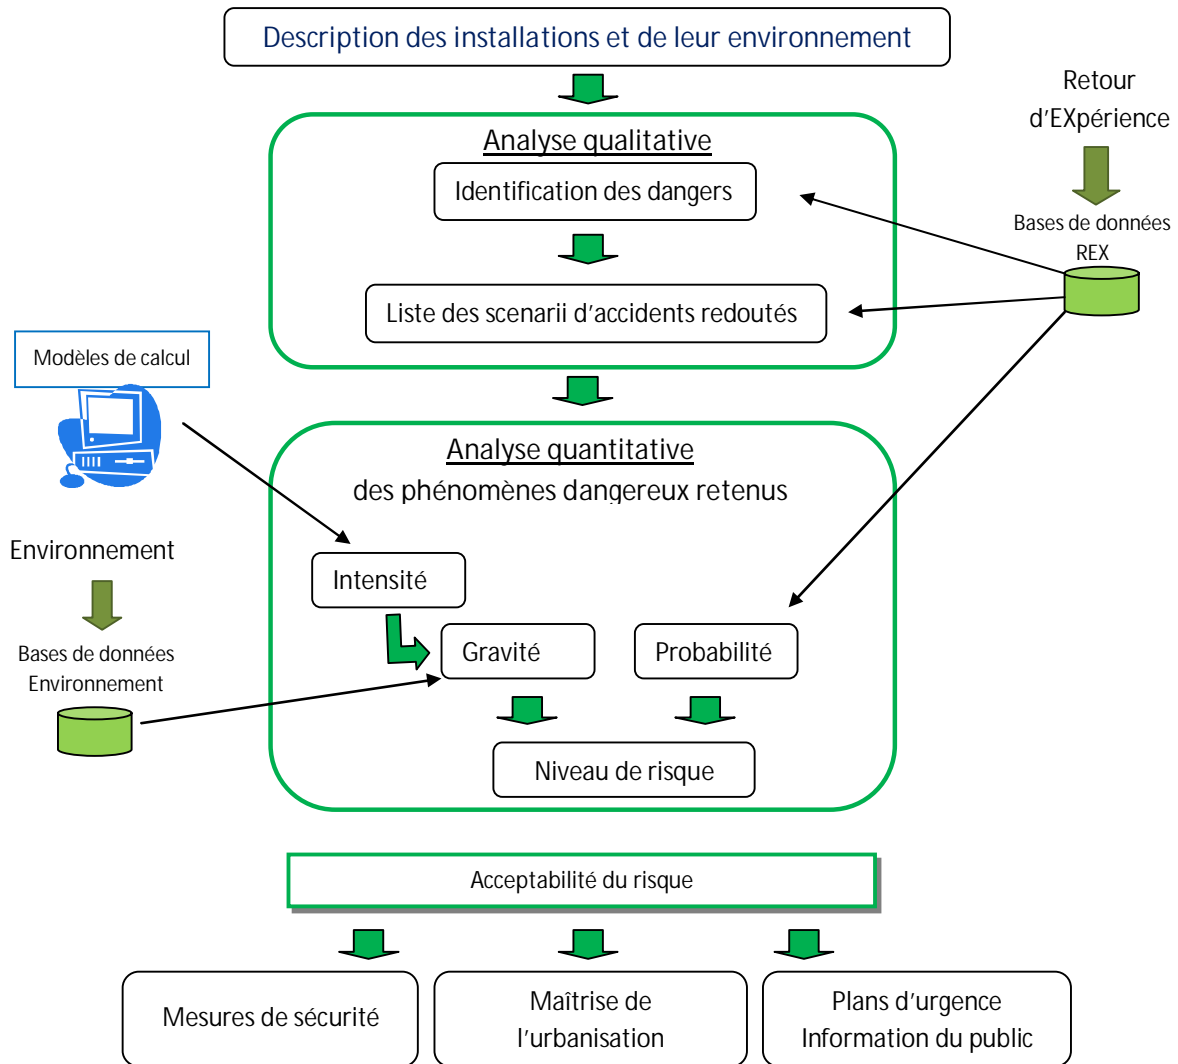 Description des installations et de leur environnement
Retour
d'EXpérience
Analyse qualitative
Identification des dangers
Bases de données
REX
Liste des scenarii d'accidents redoutés
Modèles de calcul
Analyse quantitative
des phénomènes dangereux retenus
Environnement
Intensité
Bases de données
Environnement
Gravité
Probabilité
Niveau de risque
Acceptabilité du risque
Mesures de sécurité
Maîtrise de
l'urbanisation
Plans d'urgence
Information du public